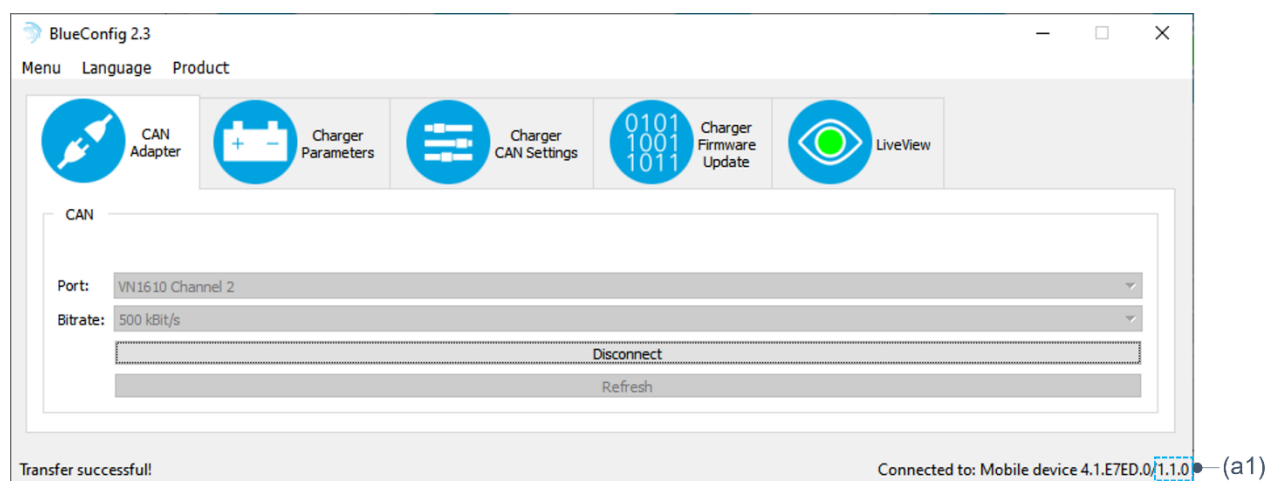 BlueConfig 2.3
Menu Language Product
CAN
Adapter
Charger
Parameters
Charger
CAN Settings
0101
1001
1011
Charger
Firmware
Update
LiveView
CAN
Port: VN1610 Channel 2
Bitrate: 500 kBit/s
Disconnect
Refresh
Transfer successful! Connected to: Mobile device 4.1.E7ED.0/1.1.0 (a1)